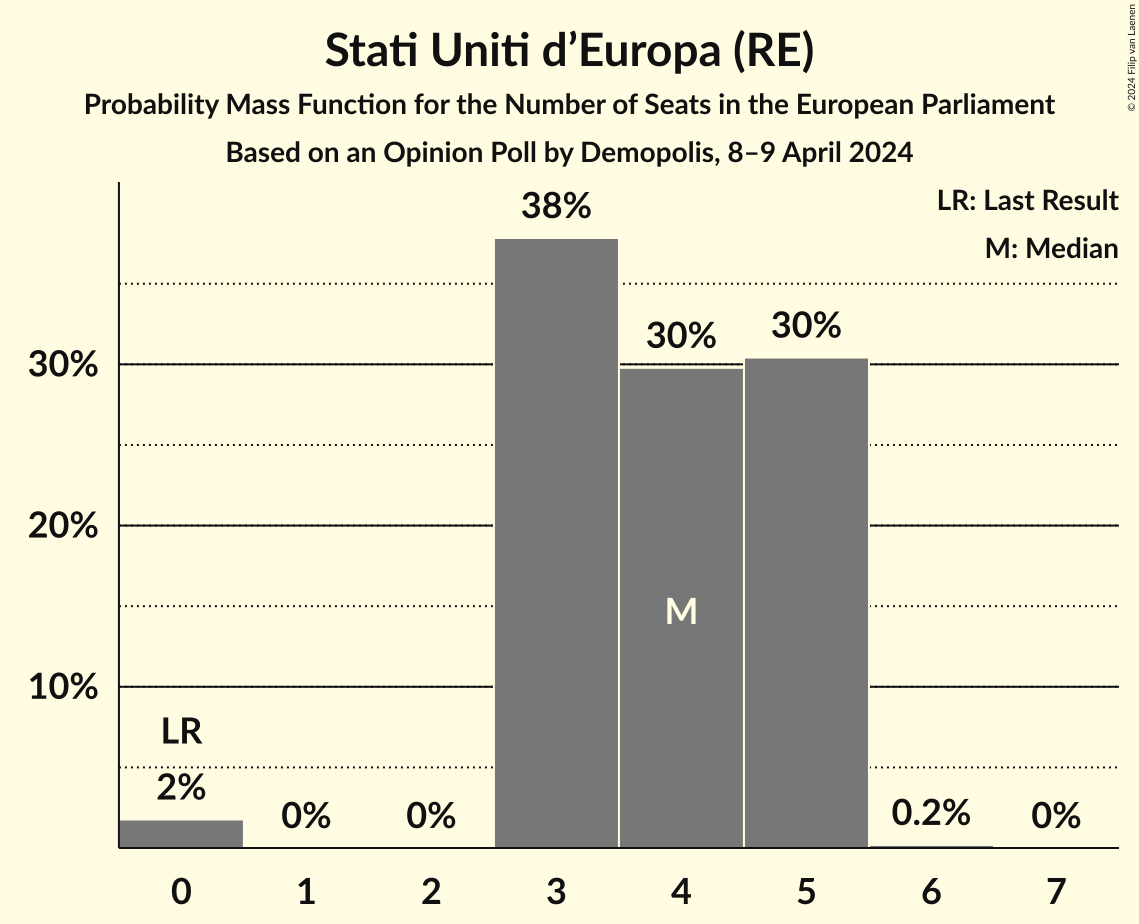 Stati Uniti d’Europa (RE)
Probability Mass Function for the Number of Seats in the European Parliament
Based on an Opinion Poll by Demopolis, 8–9 April 2024
© 2024 Filip van Laenen
LR: Last Result
M: Median
38%
30%
30%
30%
20%
M
10%
LR
2%
0%
0%
0.2%
0%
0 1 2 3 4 5 6 7